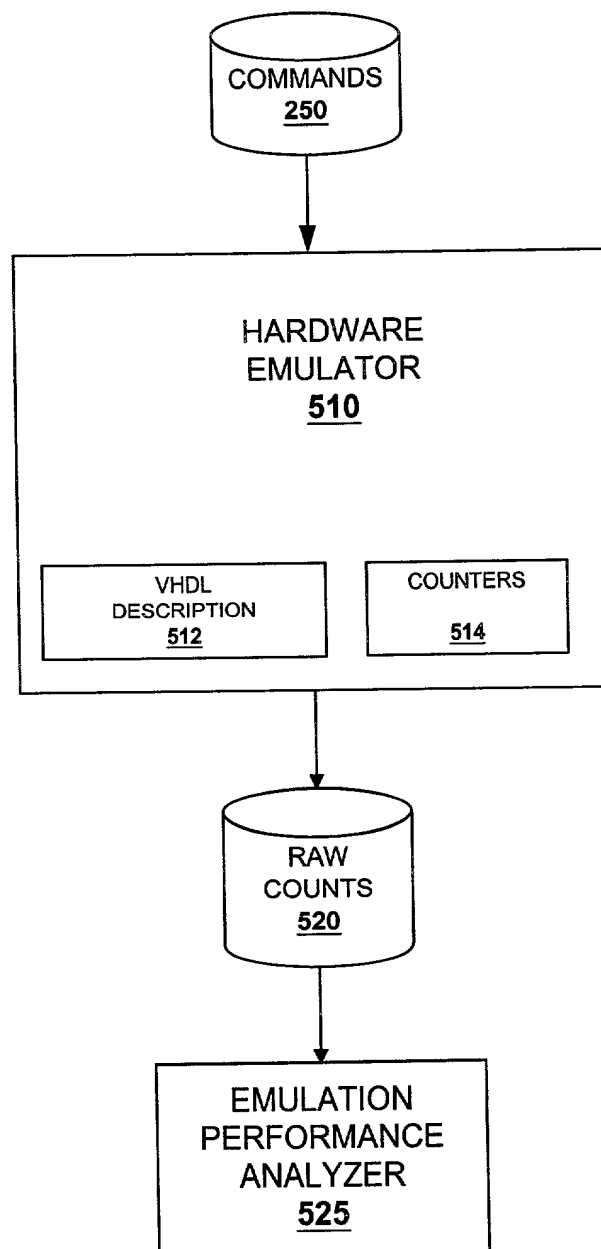 COMMANDS
250
HARDWARE
EMULATOR
510
VHDL
DESCRIPTION
512
COUNTERS
514
RAW
COUNTS
520
EMULATION
PERFORMANCE
ANALYZER
525